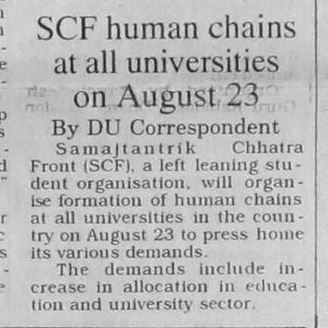 SCF human chains
at all universities
on August 23
By DU Correspondent
Samajtantrik Chhatra
Front (SCF), a left leaning stu-
dent organisation, will organ-
ise formation of human chains
at all universities in the coun-
try on August 23 to press home
its various demands.
The demands include in-
crease in allocation in educa-
tion and university sector.